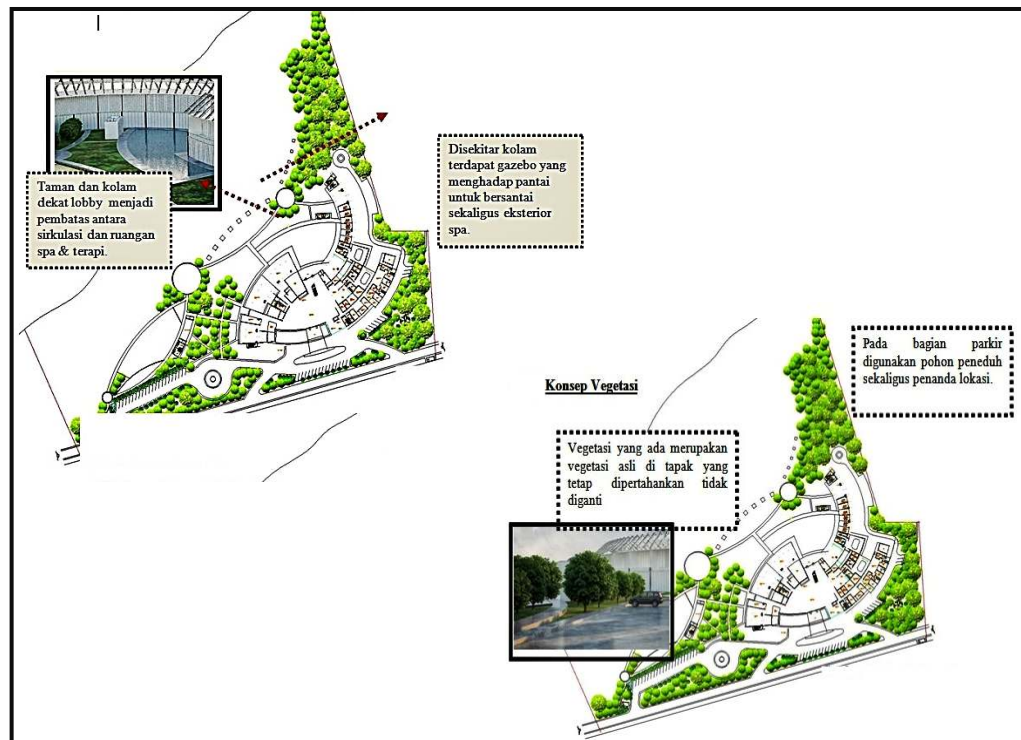 Taman dan kolam
dekat lobby menjadi
pembatas antara
sirkulasi dan ruangan
spa & terapi.
Disekitar kolam
terdapat gazebo yang
menghadap pantai
untuk bersantai
sekaligus eksterior
spa.
Konsep Vegetasi
Pada bagian parkir
digunakan pohon peneduh
sekaligus penanda lokasi.
Vegetasi yang ada merupakan
vegetasi asli di tapak yang
tetap dipertahankan tidak
diganti